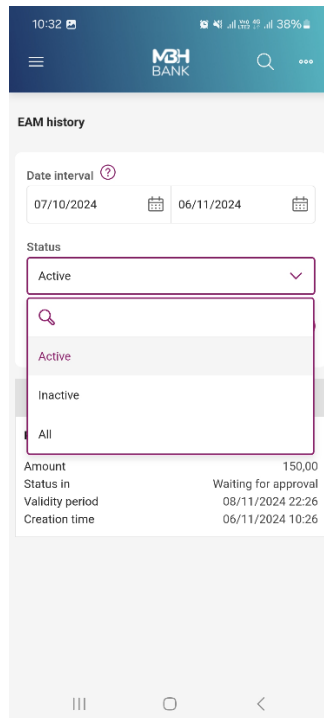 10:32 38%
MBH
BANK
EAM history
Date interval ?
07/10/2024 06/11/2024
Status
Active
Active
Inactive
All
Amount 150,00
Status in Waiting for approval
Validity period 08/11/2024 22:26
Creation time 06/11/2024 10:26